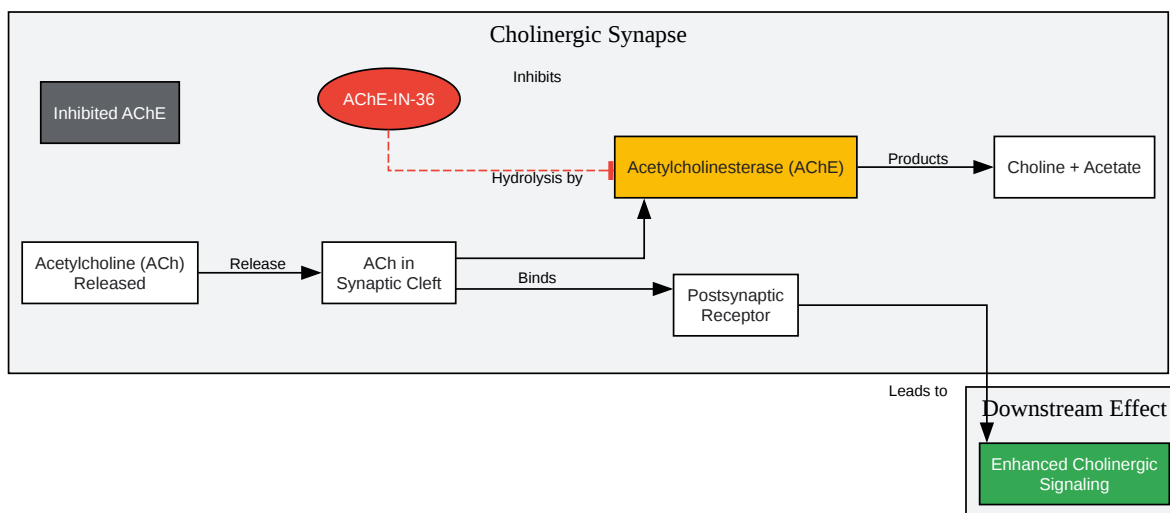 Cholinergic Synapse
Inhibits
Inhibited AChE
AChE-IN-36
Hydrolysis by
Acetylcholinesterase (AChE)
Products
Choline + Acetate
Acetylcholine (ACh)
Released
Release
ACh in
Synaptic Cleft
Binds
Postsynaptic
Receptor
Leads to
Downstream Effect
Enhanced Cholinergic
Signaling